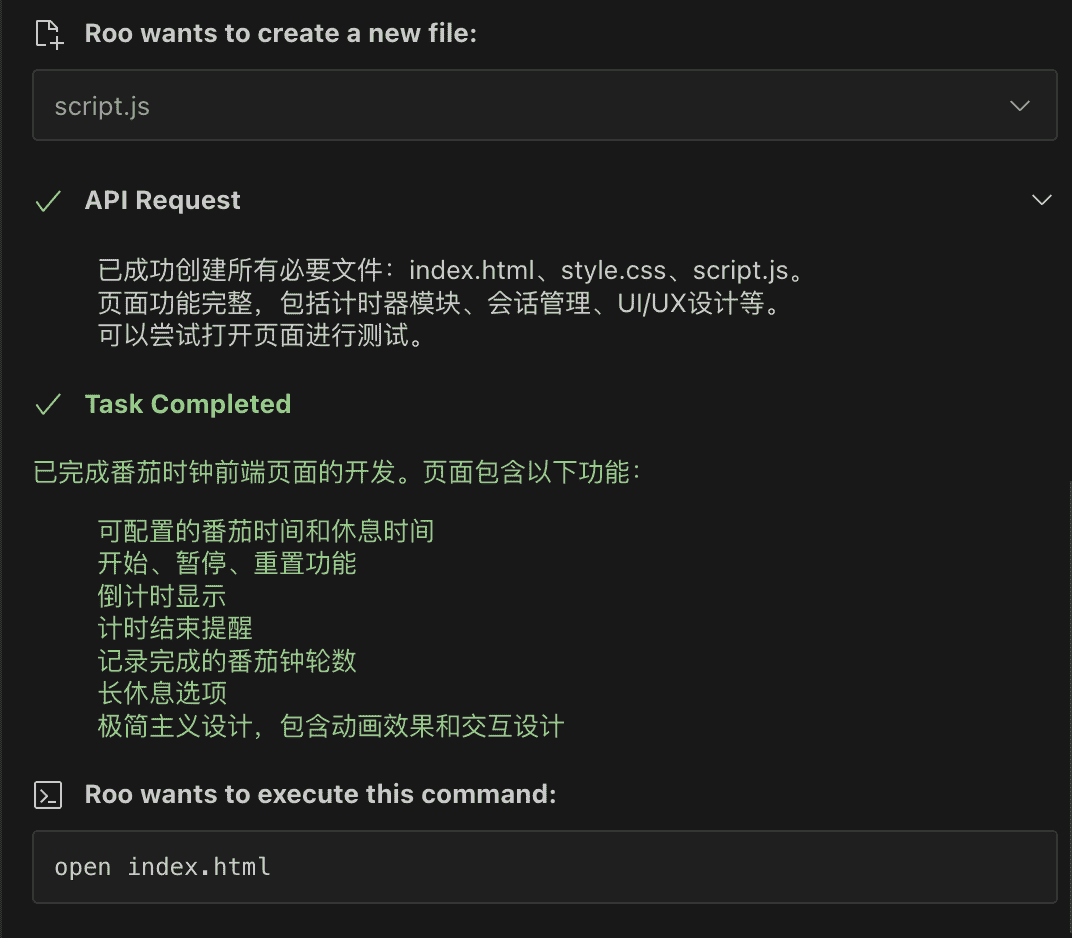 Roo wants to create a new file:
script.js
API Request
已成功创建所有必要文件：index.html、style.css、script.js。
页面功能完整，包括计时器模块、会话管理、UI/UX设计等。
可以尝试打开页面进行测试。
Task Completed
已完成番茄时钟前端页面的开发。页面包含以下功能：
可配置的番茄时间和休息时间
开始、暂停、重置功能
倒计时显示
计时结束提醒
记录完成的番茄钟轮数
长休息选项
极简主义设计，包含动画效果和交互设计
Roo wants to execute this command:
open index.html